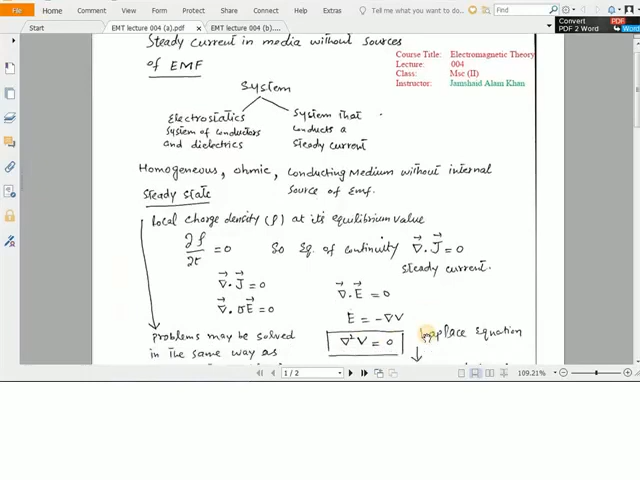 Convert PDF
PDF 2 Word Word
File Home Comment View Form Protect Share Help Extras Tell me what you want to do... Find
Start EMT lecture 004 (a).pdf EMT lecture 004 (b)....
Steady Current in media without Sources
of EMF
Course Title: Electromagnetic Theory
Lecture: 004
Class: Msc (II)
Instructor: Jamshaid Alam Khan
System
Electrostatics
System of conductors
and dielectrics
System that
Conducts a
Steady current
Homogeneous, ohmic, Conducting Medium without internal
Source of Emf.
Steady state
Local charge density (ρ) at its equilibrium value
∂ρ/∂t = 0 So Eq. of continuity ∇⃗. J⃗ = 0
Steady current.
∇⃗. J⃗ = 0
∇⃗. σE⃗ = 0
∇⃗. E⃗ = 0
E = -∇V
∇²V = 0
Laplace Equation
Problems may be solved
in the same way as
1 / 2 109.21%